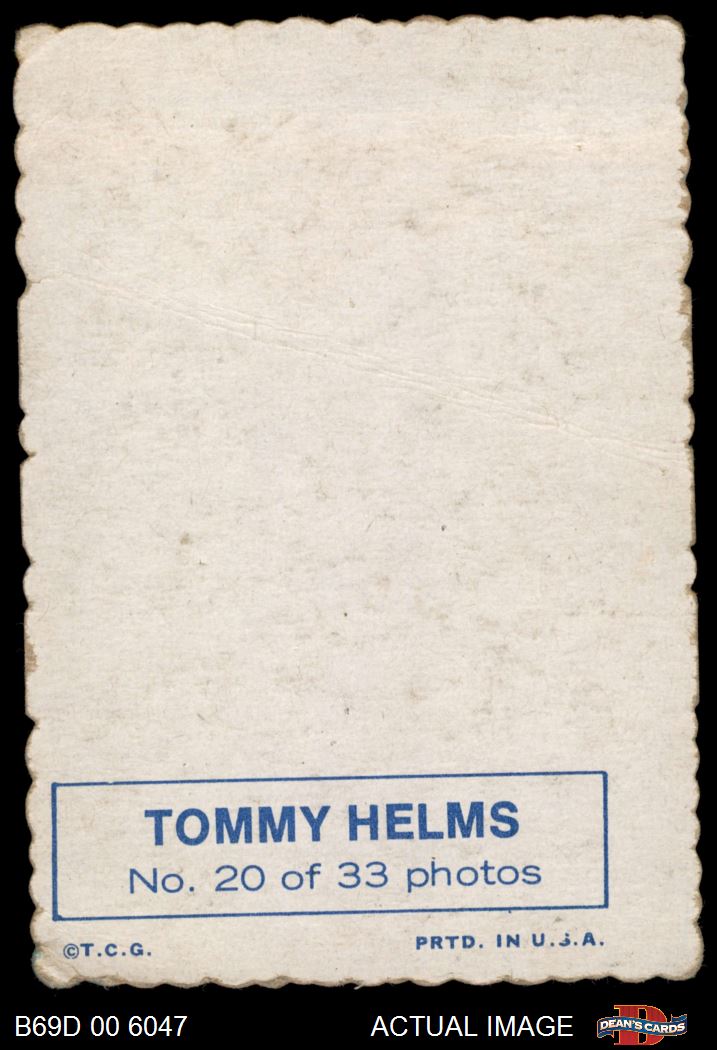 TOMMY HELMS
No. 20 of 33 photos
©T.C.G.
PRTD. IN U.S.A.
B69D 00 6047
ACTUAL IMAGE
D
DEAN'S CARDS